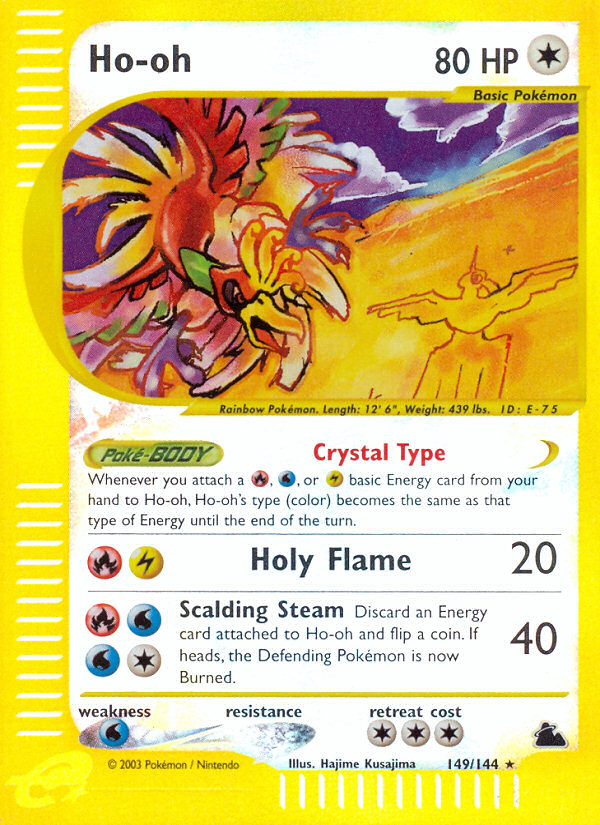 Ho-oh
80 HP
Basic Pokémon
Rainbow Pokémon. Length: 12' 6", Weight: 439 lbs. ID: E-75
Poké-BODY
Crystal Type
Whenever you attach a , , or basic Energy card from your
hand to Ho-oh, Ho-oh's type (color) becomes the same as that
type of Energy until the end of the turn.
Holy Flame 20
Scalding Steam Discard an Energy
card attached to Ho-oh and flip a coin. If
heads, the Defending Pokémon is now
Burned.
40
weakness resistance retreat cost
© 2003 Pokémon / Nintendo Illus. Hajime Kusajima 149/144 ★